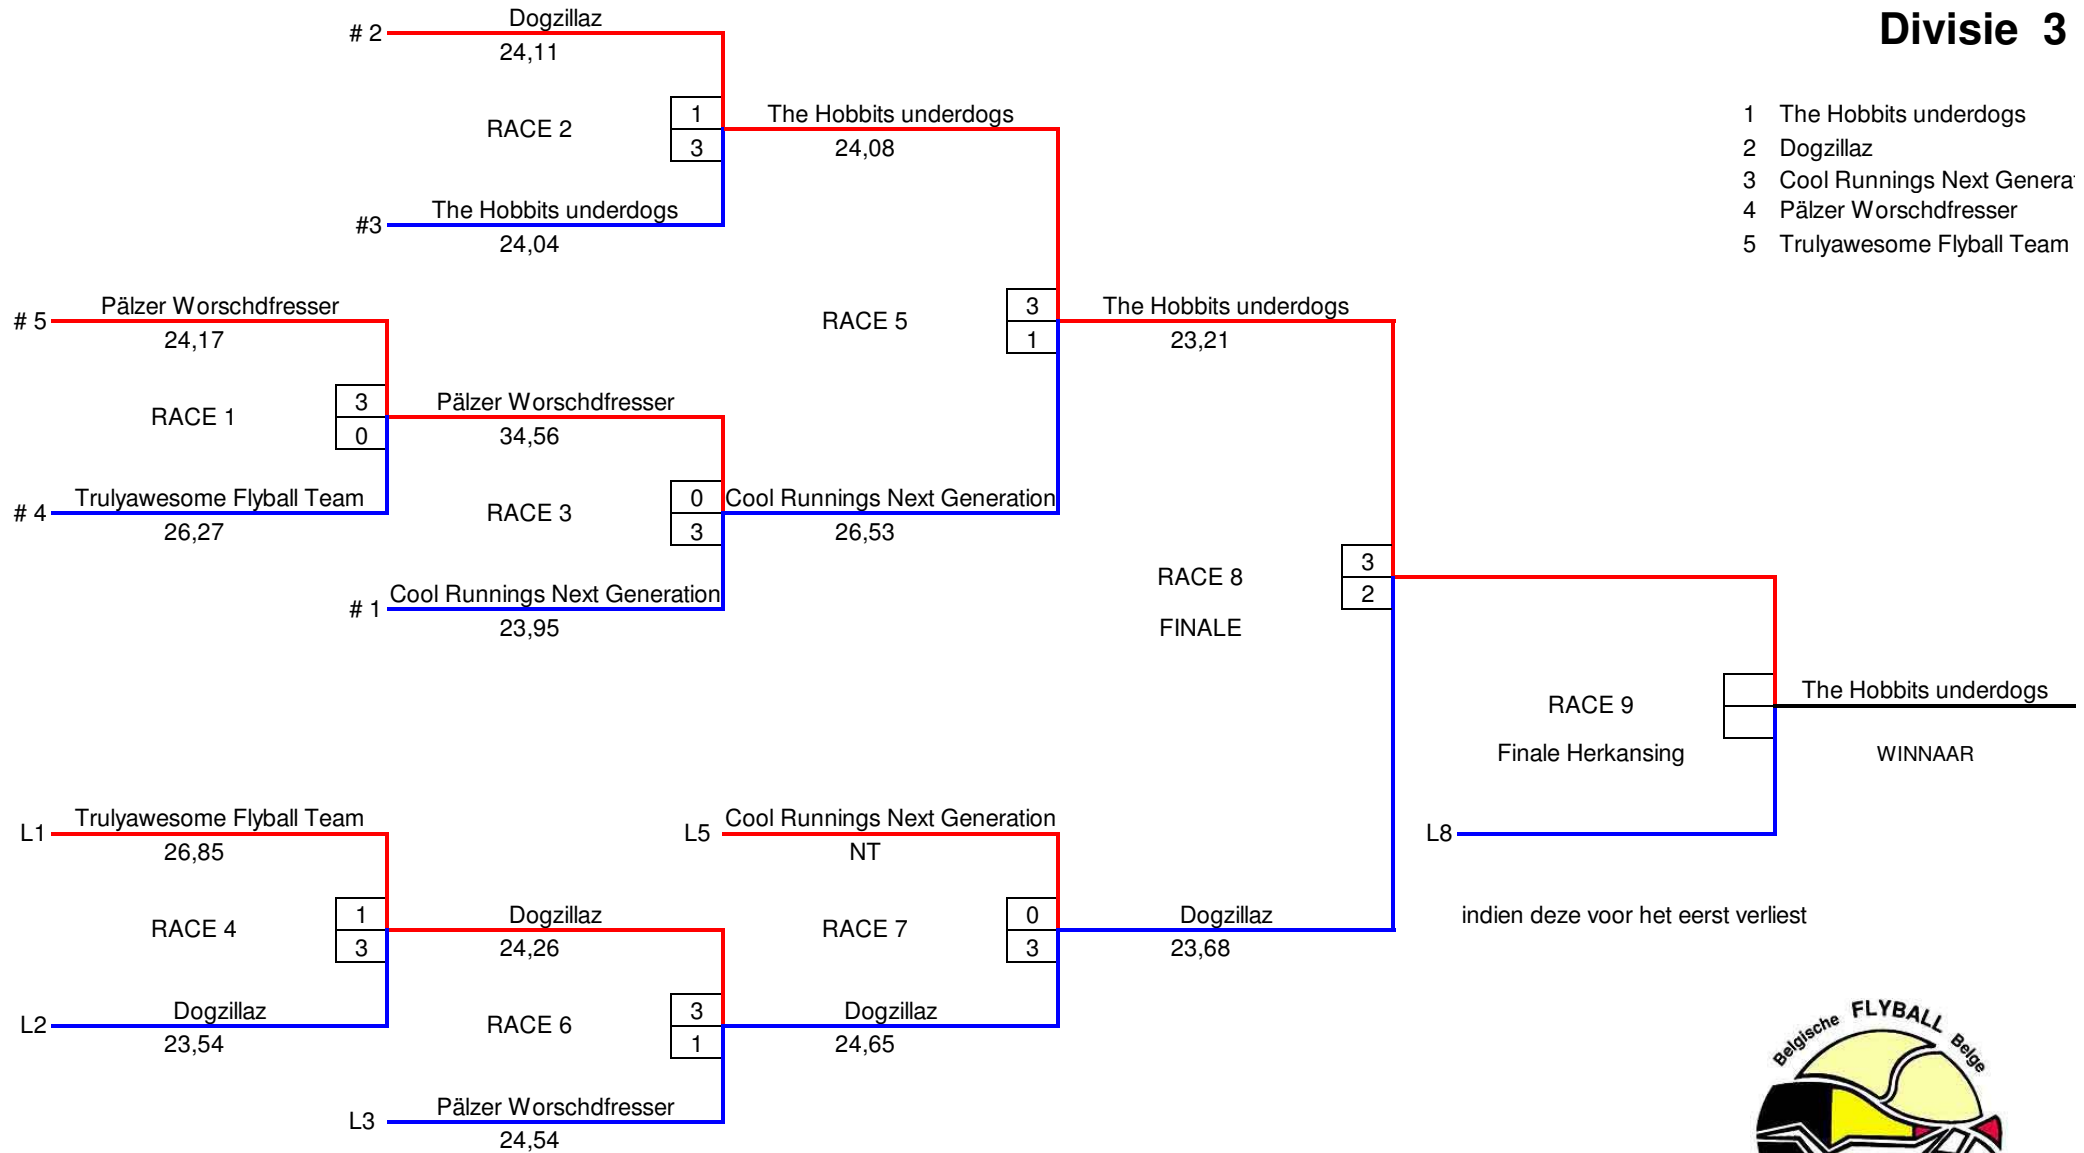 Divisie 3
# 2 Dogzillaz
24,11
1
RACE 2
3
The Hobbits underdogs
24,08
#3 The Hobbits underdogs
24,04
1 The Hobbits underdogs
2 Dogzillaz
3 Cool Runnings Next Genera
4 Pälzer Worschdfresser
5 Trulyawesome Flyball Team
# 5 Pälzer Worschdfresser
24,17
RACE 1
3
0
RACE 5
3
1
The Hobbits underdogs
23,21
Pälzer Worschdfresser
34,56
# 4 Trulyawesome Flyball Team
26,27
RACE 3
0
3
Cool Runnings Next Generation
26,53
# 1 Cool Runnings Next Generation
23,95
RACE 8
3
2
FINALE
RACE 9
Finale Herkansing
The Hobbits underdogs
WINNAAR
L1 Trulyawesome Flyball Team
26,85
L5 Cool Runnings Next Generation
NT
L8
RACE 4
1
3
Dogzillaz
24,26
RACE 7
0
3
Dogzillaz
23,68
indien deze voor het eerst verliest
L2 Dogzillaz
23,54
RACE 6
3
1
Dogzillaz
24,65
L3 Pälzer Worschdfresser
24,54
Belgische FLYBALL Belge